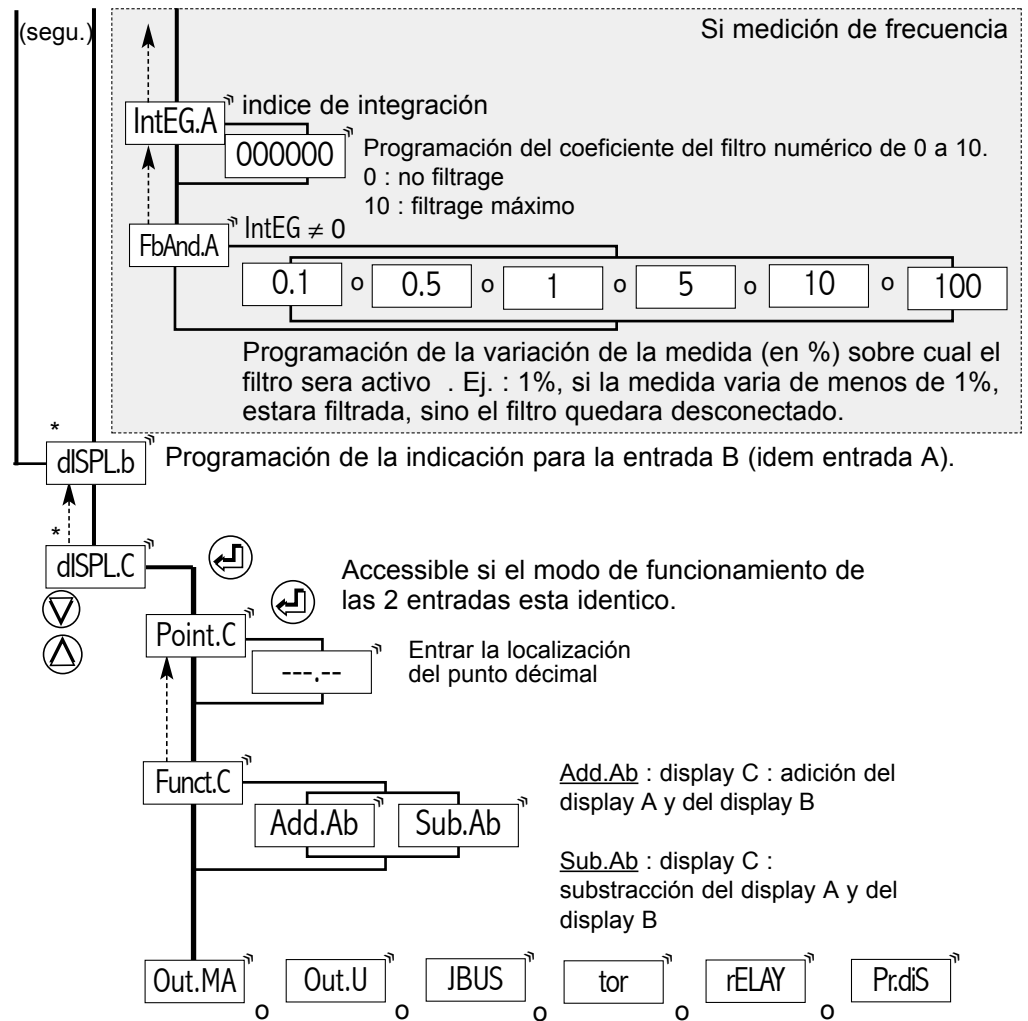 (segu.)
Si medición de frecuencia
IntEG.A
indice de integración
000000
Programación del coeficiente del filtro numérico de 0 a 10.
0 : no filtrage
10 : filtrage máximo
FbAnd.A
IntEG ≠ 0
0.1 o 0.5 o 1 o 5 o 10 o 100
Programación de la variación de la medida (en %) sobre cual el
filtro sera activo . Ej. : 1%, si la medida varia de menos de 1%,
estara filtrada, sino el filtro quedara desconectado.
*
dISPL.b
Programación de la indicación para la entrada B (idem entrada A).
*
dISPL.C
Accessible si el modo de funcionamiento de
las 2 entradas esta identico.
Point.C
---.--
Entrar la localización
del punto décimal
Funct.C
Add.Ab
Sub.Ab
Add.Ab : display C : adición del
display A y del display B
Sub.Ab : display C :
substracción del display A y del
display B
Out.MA o Out.U o JBUS o tor o rELAY o Pr.diS